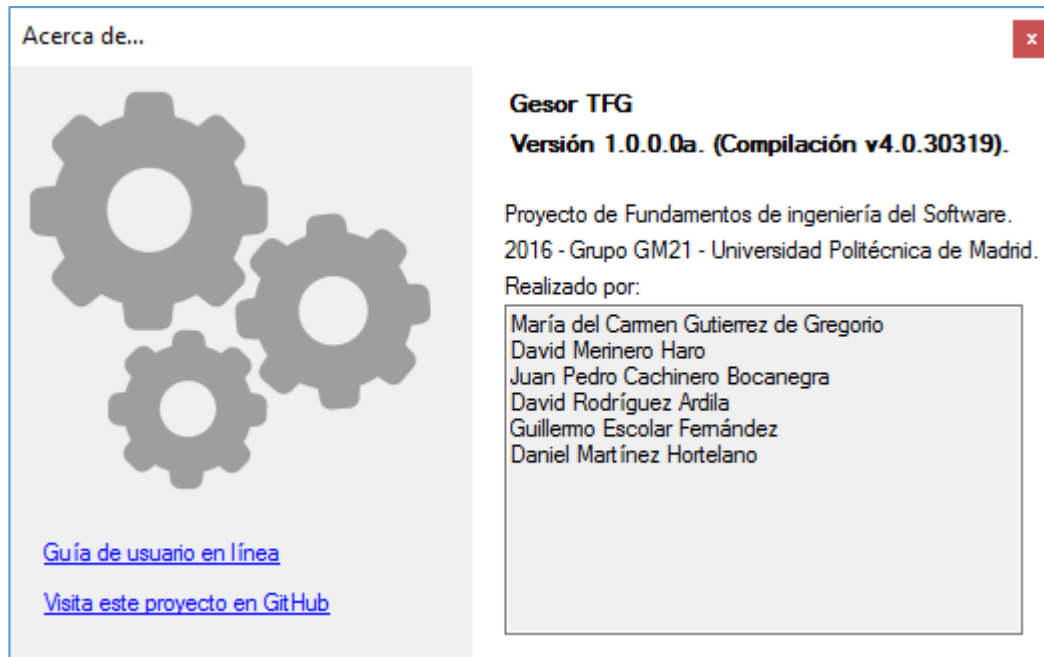 Acerca de...
x
Gesor TFG
Versión 1.0.0.0a. (Compilación v4.0.30319).
Proyecto de Fundamentos de ingeniería del Software.
2016 - Grupo GM21 - Universidad Politécnica de Madrid.
Realizado por:
María del Carmen Gutierrez de Gregorio
David Merinero Haro
Juan Pedro Cachinero Bocanegra
David Rodríguez Ardila
Guillermo Escolar Fernández
Daniel Martínez Hortelano
Guía de usuario en línea
Visita este proyecto en GitHub